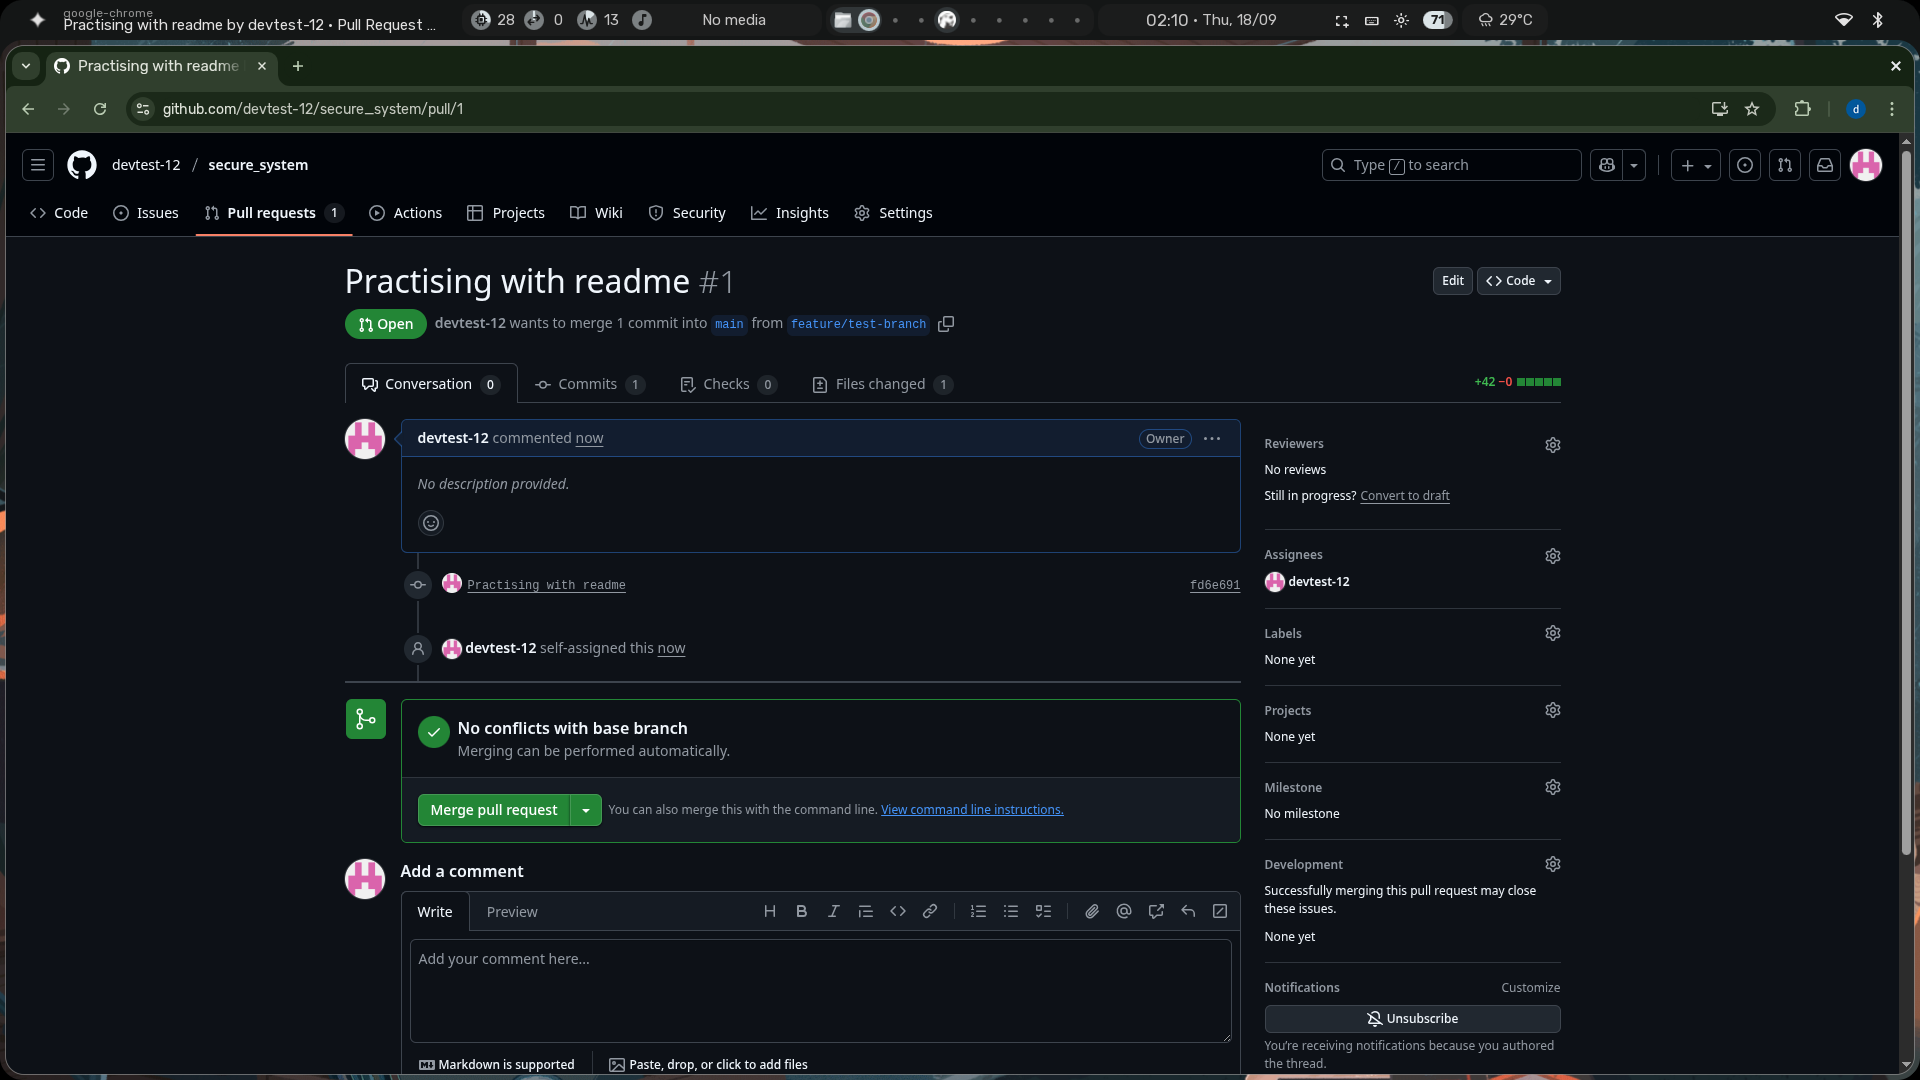 google-chrome
Practising with readme by devtest-12 • Pull Request ...
28 0 13 No media 02:10 • Thu, 18/09 71 29°C
Practising with readme
github.com/devtest-12/secure_system/pull/1 d
devtest-12 / secure_system Type / to search
Code Issues Pull requests 1 Actions Projects Wiki Security Insights Settings
Practising with readme #1 Edit Code
Open devtest-12 wants to merge 1 commit into main from feature/test-branch
Conversation 0 Commits 1 Checks 0 Files changed 1 +42 −0
devtest-12 commented now Owner
No description provided.
Practising with readme fd6e691
devtest-12 self-assigned this now
No conflicts with base branch
Merging can be performed automatically.
Merge pull request You can also merge this with the command line. View command line instructions.
Add a comment
Write Preview
Add your comment here...
Markdown is supported Paste, drop, or click to add files
Reviewers
No reviews
Still in progress? Convert to draft
Assignees
devtest-12
Labels
None yet
Projects
None yet
Milestone
No milestone
Development
Successfully merging this pull request may close
these issues.
None yet
Notifications Customize
Unsubscribe
You're receiving notifications because you authored
the thread.